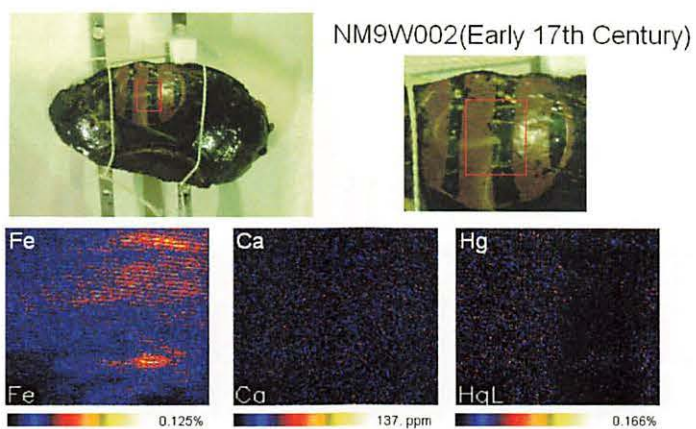 NM9W002(Early 17th Century)
Fe Ca Hg
Fe Ca HgL
0.125% 137. ppm 0.166%